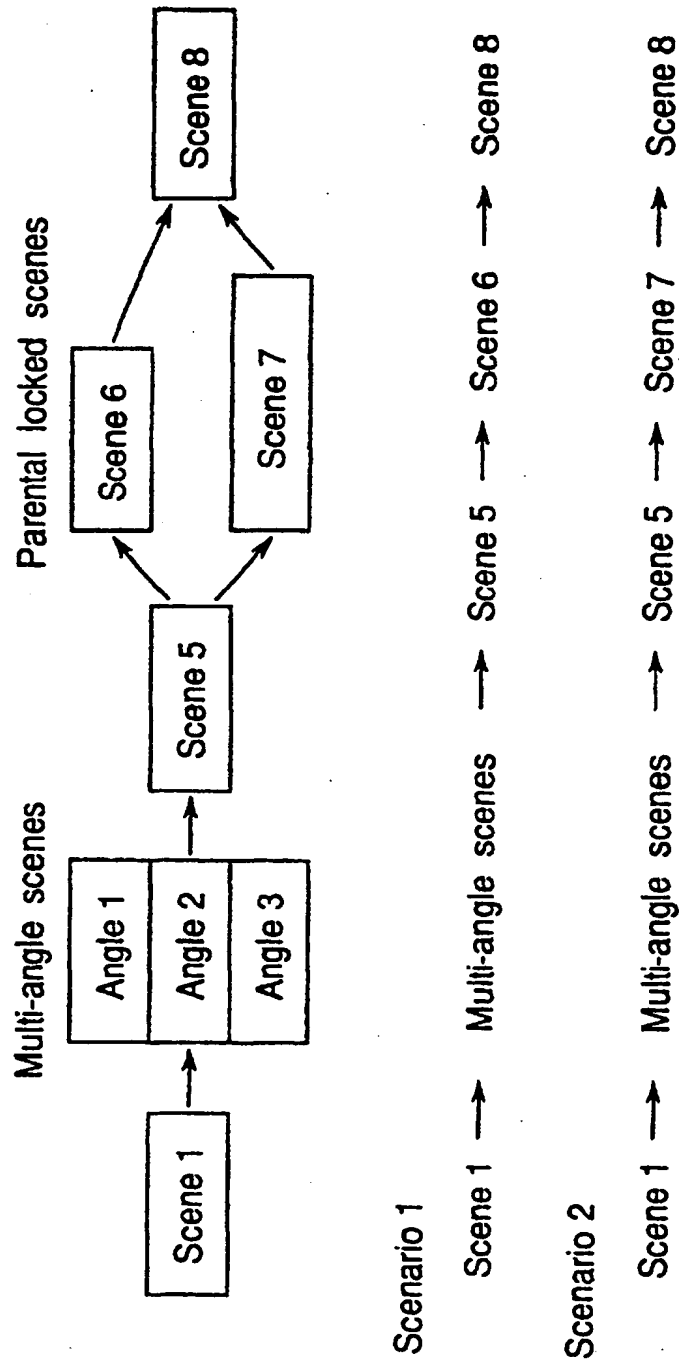 Multi-angle scenes
Parental locked scenes
Scene 1
Angle 1
Angle 2
Angle 3
Scene 5
Scene 6
Scene 7
Scene 8
Scenario 1
Scene 1 → Multi-angle scenes → Scene 5 → Scene 6 → Scene 8
Scenario 2
Scene 1 → Multi-angle scenes → Scene 5 → Scene 7 → Scene 8